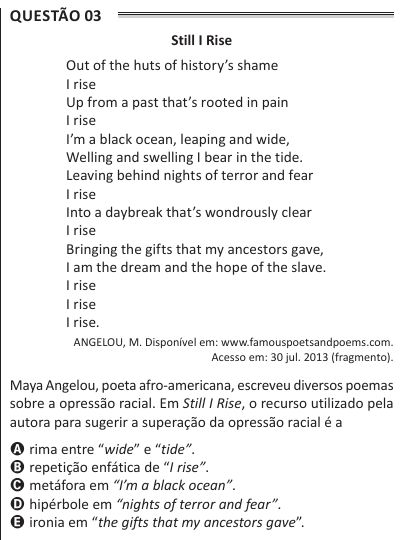 QUESTÃO 03
Still I Rise
Out of the huts of history's shame
I rise
Up from a past that's rooted in pain
I rise
I'm a black ocean, leaping and wide,
Welling and swelling I bear in the tide.
Leaving behind nights of terror and fear
I rise
Into a daybreak that's wondrously clear
I rise
Bringing the gifts that my ancestors gave,
I am the dream and the hope of the slave.
I rise
I rise
I rise.
ANGELOU, M. Disponível em: www.famouspoetsandpoems.com.
Acesso em: 30 jul. 2013 (fragmento).
Maya Angelou, poeta afro-americana, escreveu diversos poemas
sobre a opressão racial. Em Still I Rise, o recurso utilizado pela
autora para sugerir a superação da opressão racial é a
A rima entre “wide” e “tide”.
B repetição enfática de “I rise”.
C metáfora em “I'm a black ocean”.
D hipérbole em “nights of terror and fear”.
E ironia em “the gifts that my ancestors gave”.